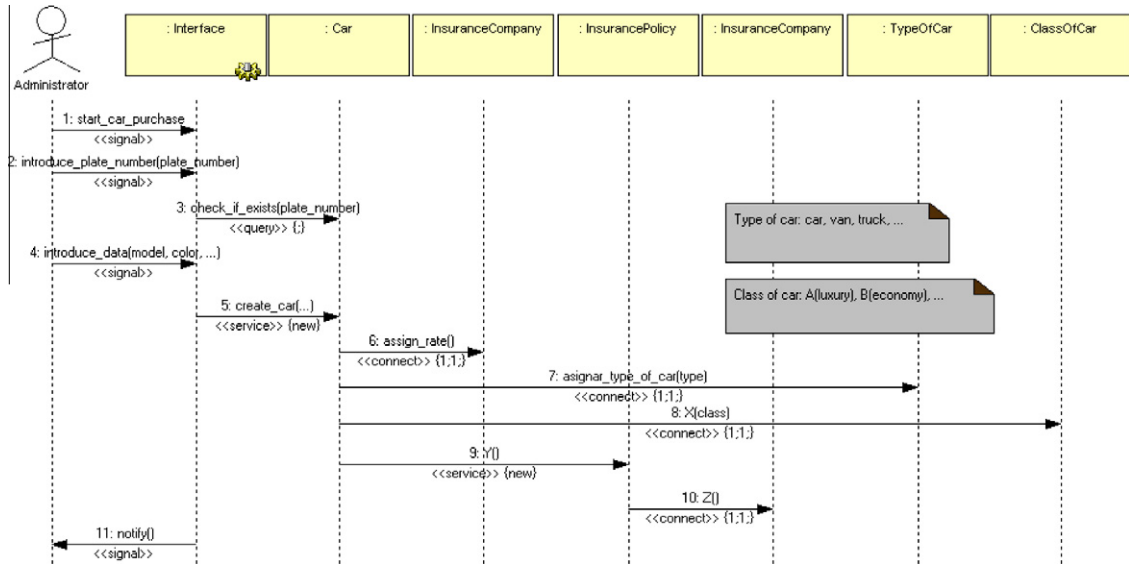 : Interface
: Car
: InsuranceCompany
: InsurancePolicy
: InsuranceCompany
: TypeOfCar
: ClassOfCar
Administrator
1: start_car_purchase
<<signal>>
2: introduce_plate_number(plate_number)
<<signal>>
3: check_if_exists(plate_number)
<<query>> {;}
Type of car: car, van, truck, ...
4: introduce_data(model, color, ...)
<<signal>>
Class of car: A(luxury), B(economy), ...
5: create_car(...)
<<service>> {new}
6: assign_rate()
<<connect>> {1;1;}
7: asignar_type_of_car(type)
<<connect>> {1;1;}
8: X(class)
<<connect>> {1;1;}
9: Y()
<<service>> {new}
10: Z()
<<connect>> {1;1;}
11: notify()
<<signal>>